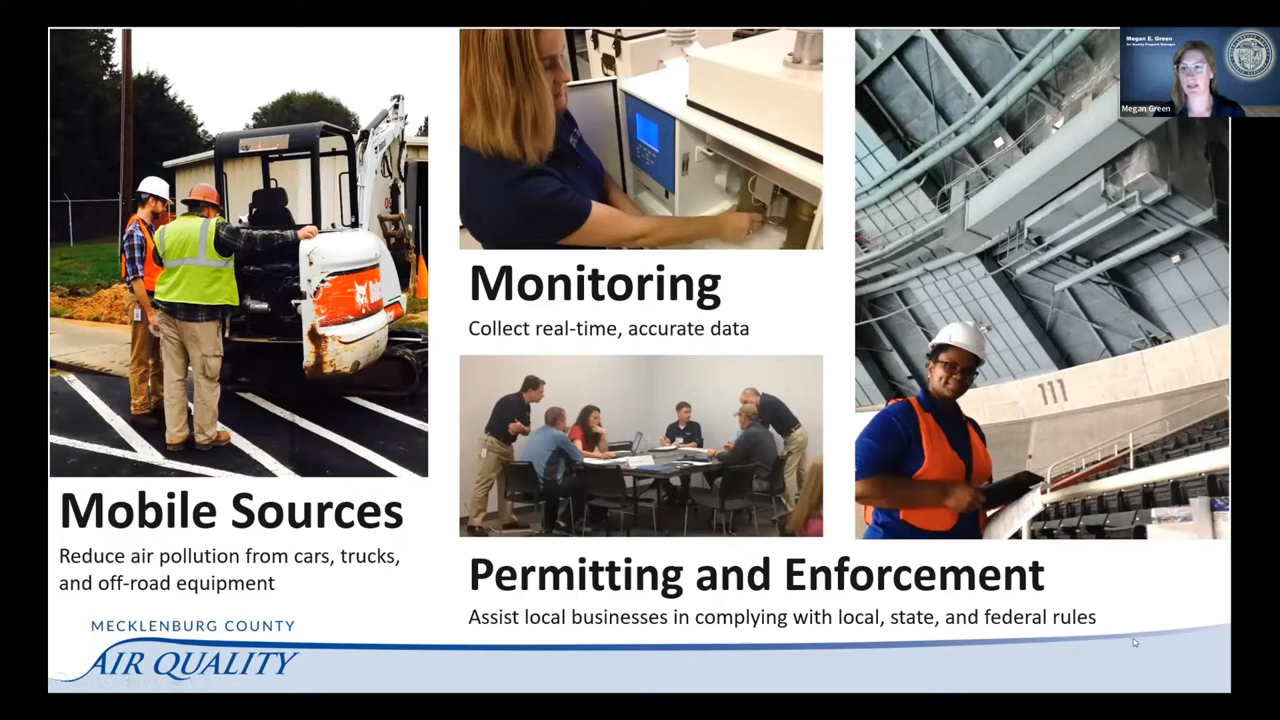 Megan E. Green
Air Quality Program Manager
Megan Green
Monitoring
Collect real-time, accurate data
111
Mobile Sources
Reduce air pollution from cars, trucks,
and off-road equipment
Permitting and Enforcement
Assist local businesses in complying with local, state, and federal rules
MECKLENBURG COUNTY
AIR QUALITY